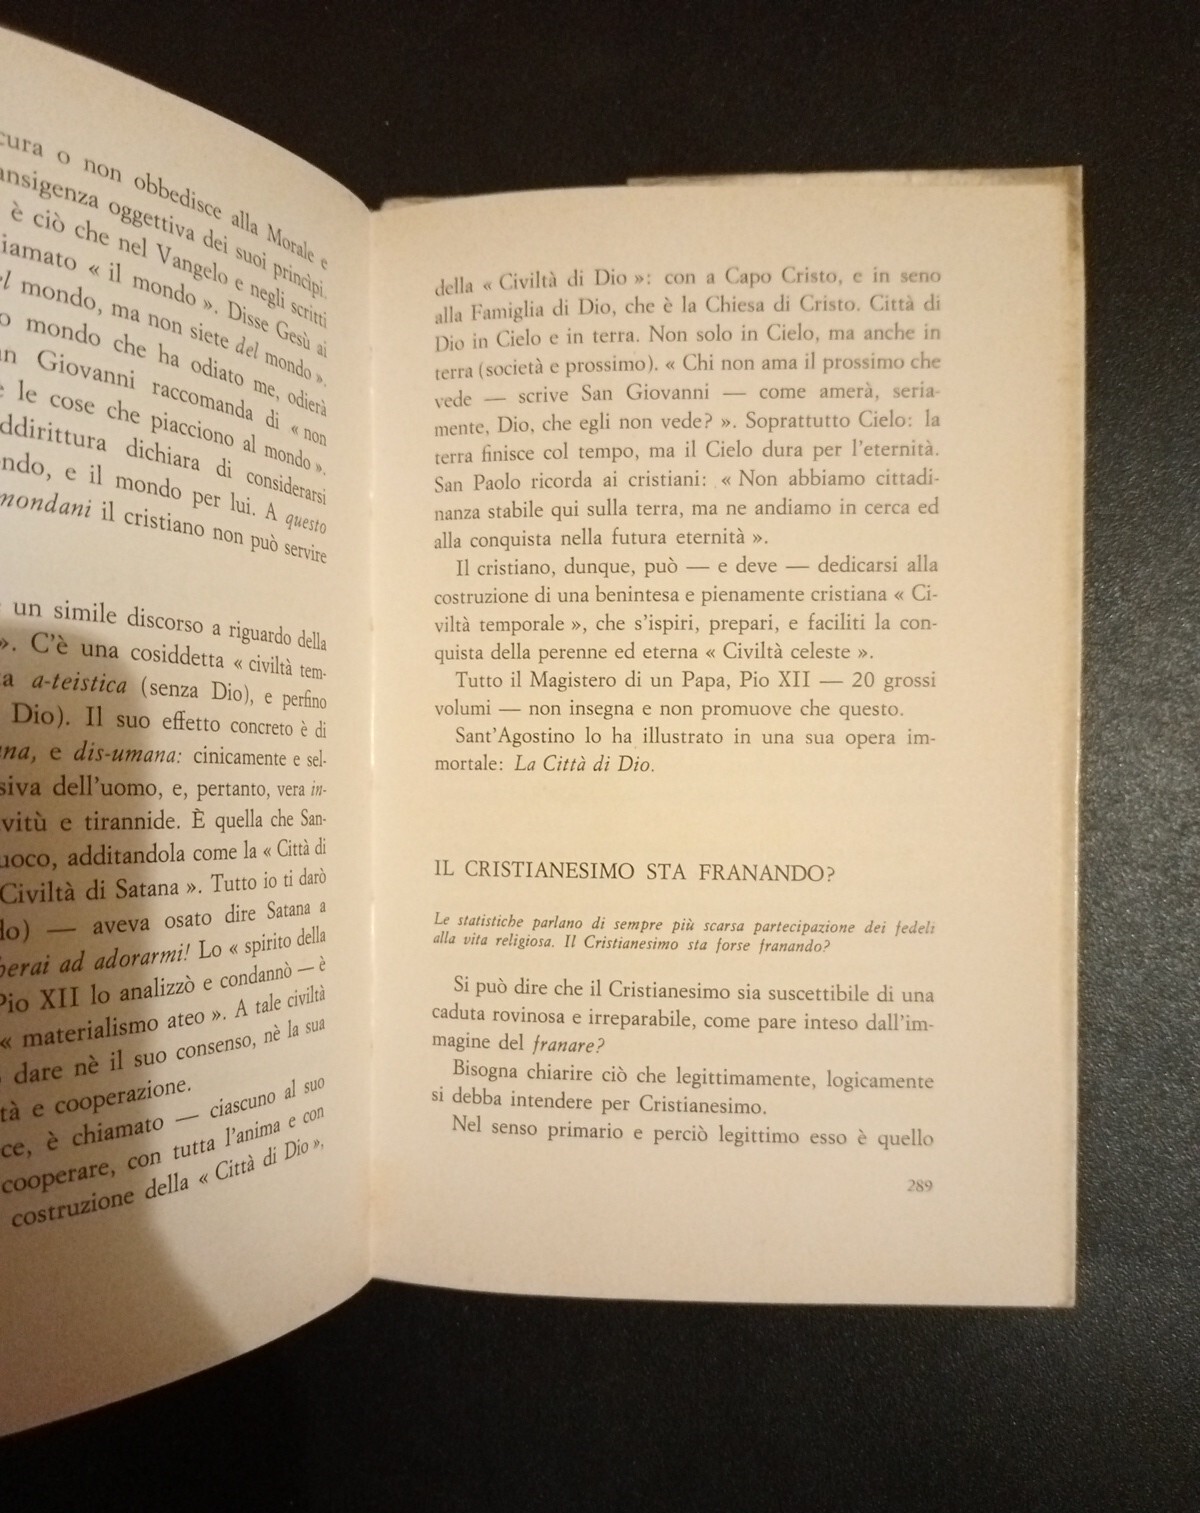 o non obbedisce alla Morale e
oggettiva dei suoi princìpi.
è ciò che nel Vangelo e negli scritti
« il mondo ». Disse Gesù ai
mondo, ma non siete del mondo ».
mondo che ha odiato me, odierà
Giovanni raccomanda di « non
le cose che piacciono al mondo ».
dichiara di considerarsi
e il mondo per lui. A questo
mondani il cristiano non può servire
un simile discorso a riguardo della
». C'è una cosiddetta « civiltà tem-
a-teistica (senza Dio), e perfino
Dio). Il suo effetto concreto è di
e dis-umana: cinicamente e sel-
dell'uomo, e, pertanto, vera in-
e tirannide. È quella che San-
additandola come la « Città di
Civiltà di Satana ». Tutto io ti darò
— aveva osato dire Satana a
ad adorarmi! Lo « spirito della
Pio XII lo analizzò e condannò — è
« materialismo ateo ». A tale civiltà
dare nè il suo consenso, nè la sua
e cooperazione.
è chiamato — ciascuno al suo
cooperare, con tutta l'anima e con
costruzione della « Città di Dio »,
della « Civiltà di Dio »: con a Capo Cristo, e in seno
alla Famiglia di Dio, che è la Chiesa di Cristo. Città di
Dio in Cielo e in terra. Non solo in Cielo, ma anche in
terra (società e prossimo). « Chi non ama il prossimo che
vede — scrive San Giovanni — come amerà, seria-
mente, Dio, che egli non vede? ». Soprattutto Cielo: la
terra finisce col tempo, ma il Cielo dura per l'eternità.
San Paolo ricorda ai cristiani: « Non abbiamo cittadi-
nanza stabile qui sulla terra, ma ne andiamo in cerca ed
alla conquista nella futura eternità ».
Il cristiano, dunque, può — e deve — dedicarsi alla
costruzione di una benintesa e pienamente cristiana « Ci-
viltà temporale », che s'ispiri, prepari, e faciliti la con-
quista della perenne ed eterna « Civiltà celeste ».
Tutto il Magistero di un Papa, Pio XII — 20 grossi
volumi — non insegna e non promuove che questo.
Sant'Agostino lo ha illustrato in una sua opera im-
mortale: La Città di Dio.
IL CRISTIANESIMO STA FRANANDO?
Le statistiche parlano di sempre più scarsa partecipazione dei fedeli
alla vita religiosa. Il Cristianesimo sta forse franando?
Si può dire che il Cristianesimo sia suscettibile di una
caduta rovinosa e irreparabile, come pare inteso dall'im-
magine del franare?
Bisogna chiarire ciò che legittimamente, logicamente
si debba intendere per Cristianesimo.
Nel senso primario e perciò legittimo esso è quello
289